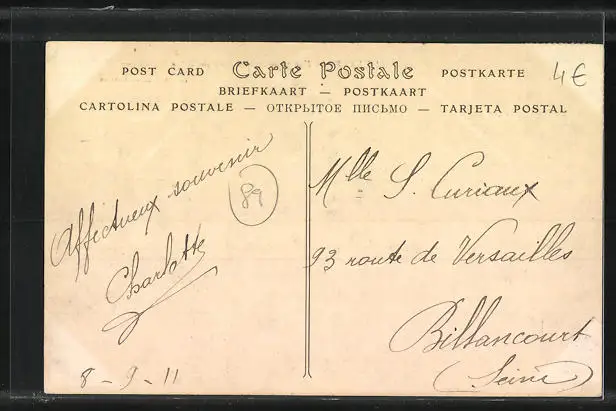 POST CARD Carte Postale POSTKARTE
BRIEFKAART — POSTKAART
CARTOLINA POSTALE — ОТКРЫТОЕ ПИСЬМО — TARJETA POSTAL
4€
89
Affectueux souvenir
Charlotte
8-9-11
Mlle S. Curiaux
93 route de Versailles
Billancourt
(Seine)